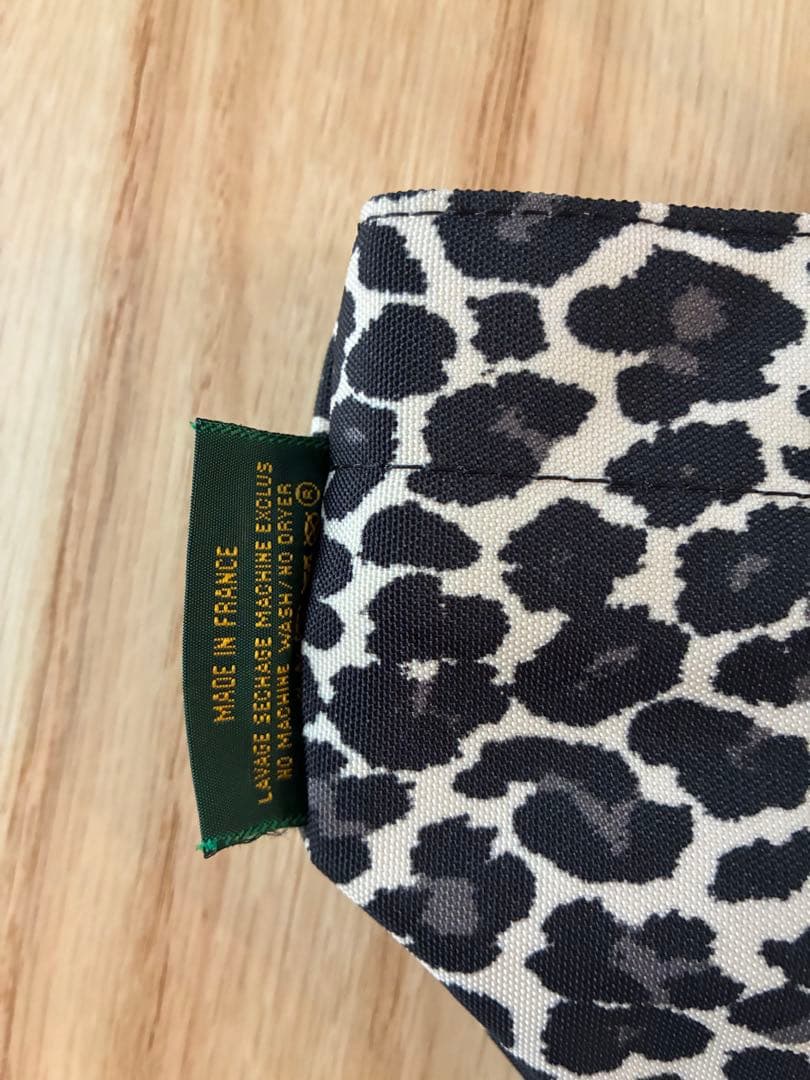 MADE IN FRANCE
LAVAGE SECHAGE MACHINE EXCLUS
NO MACHINE WASH/NO DRYER